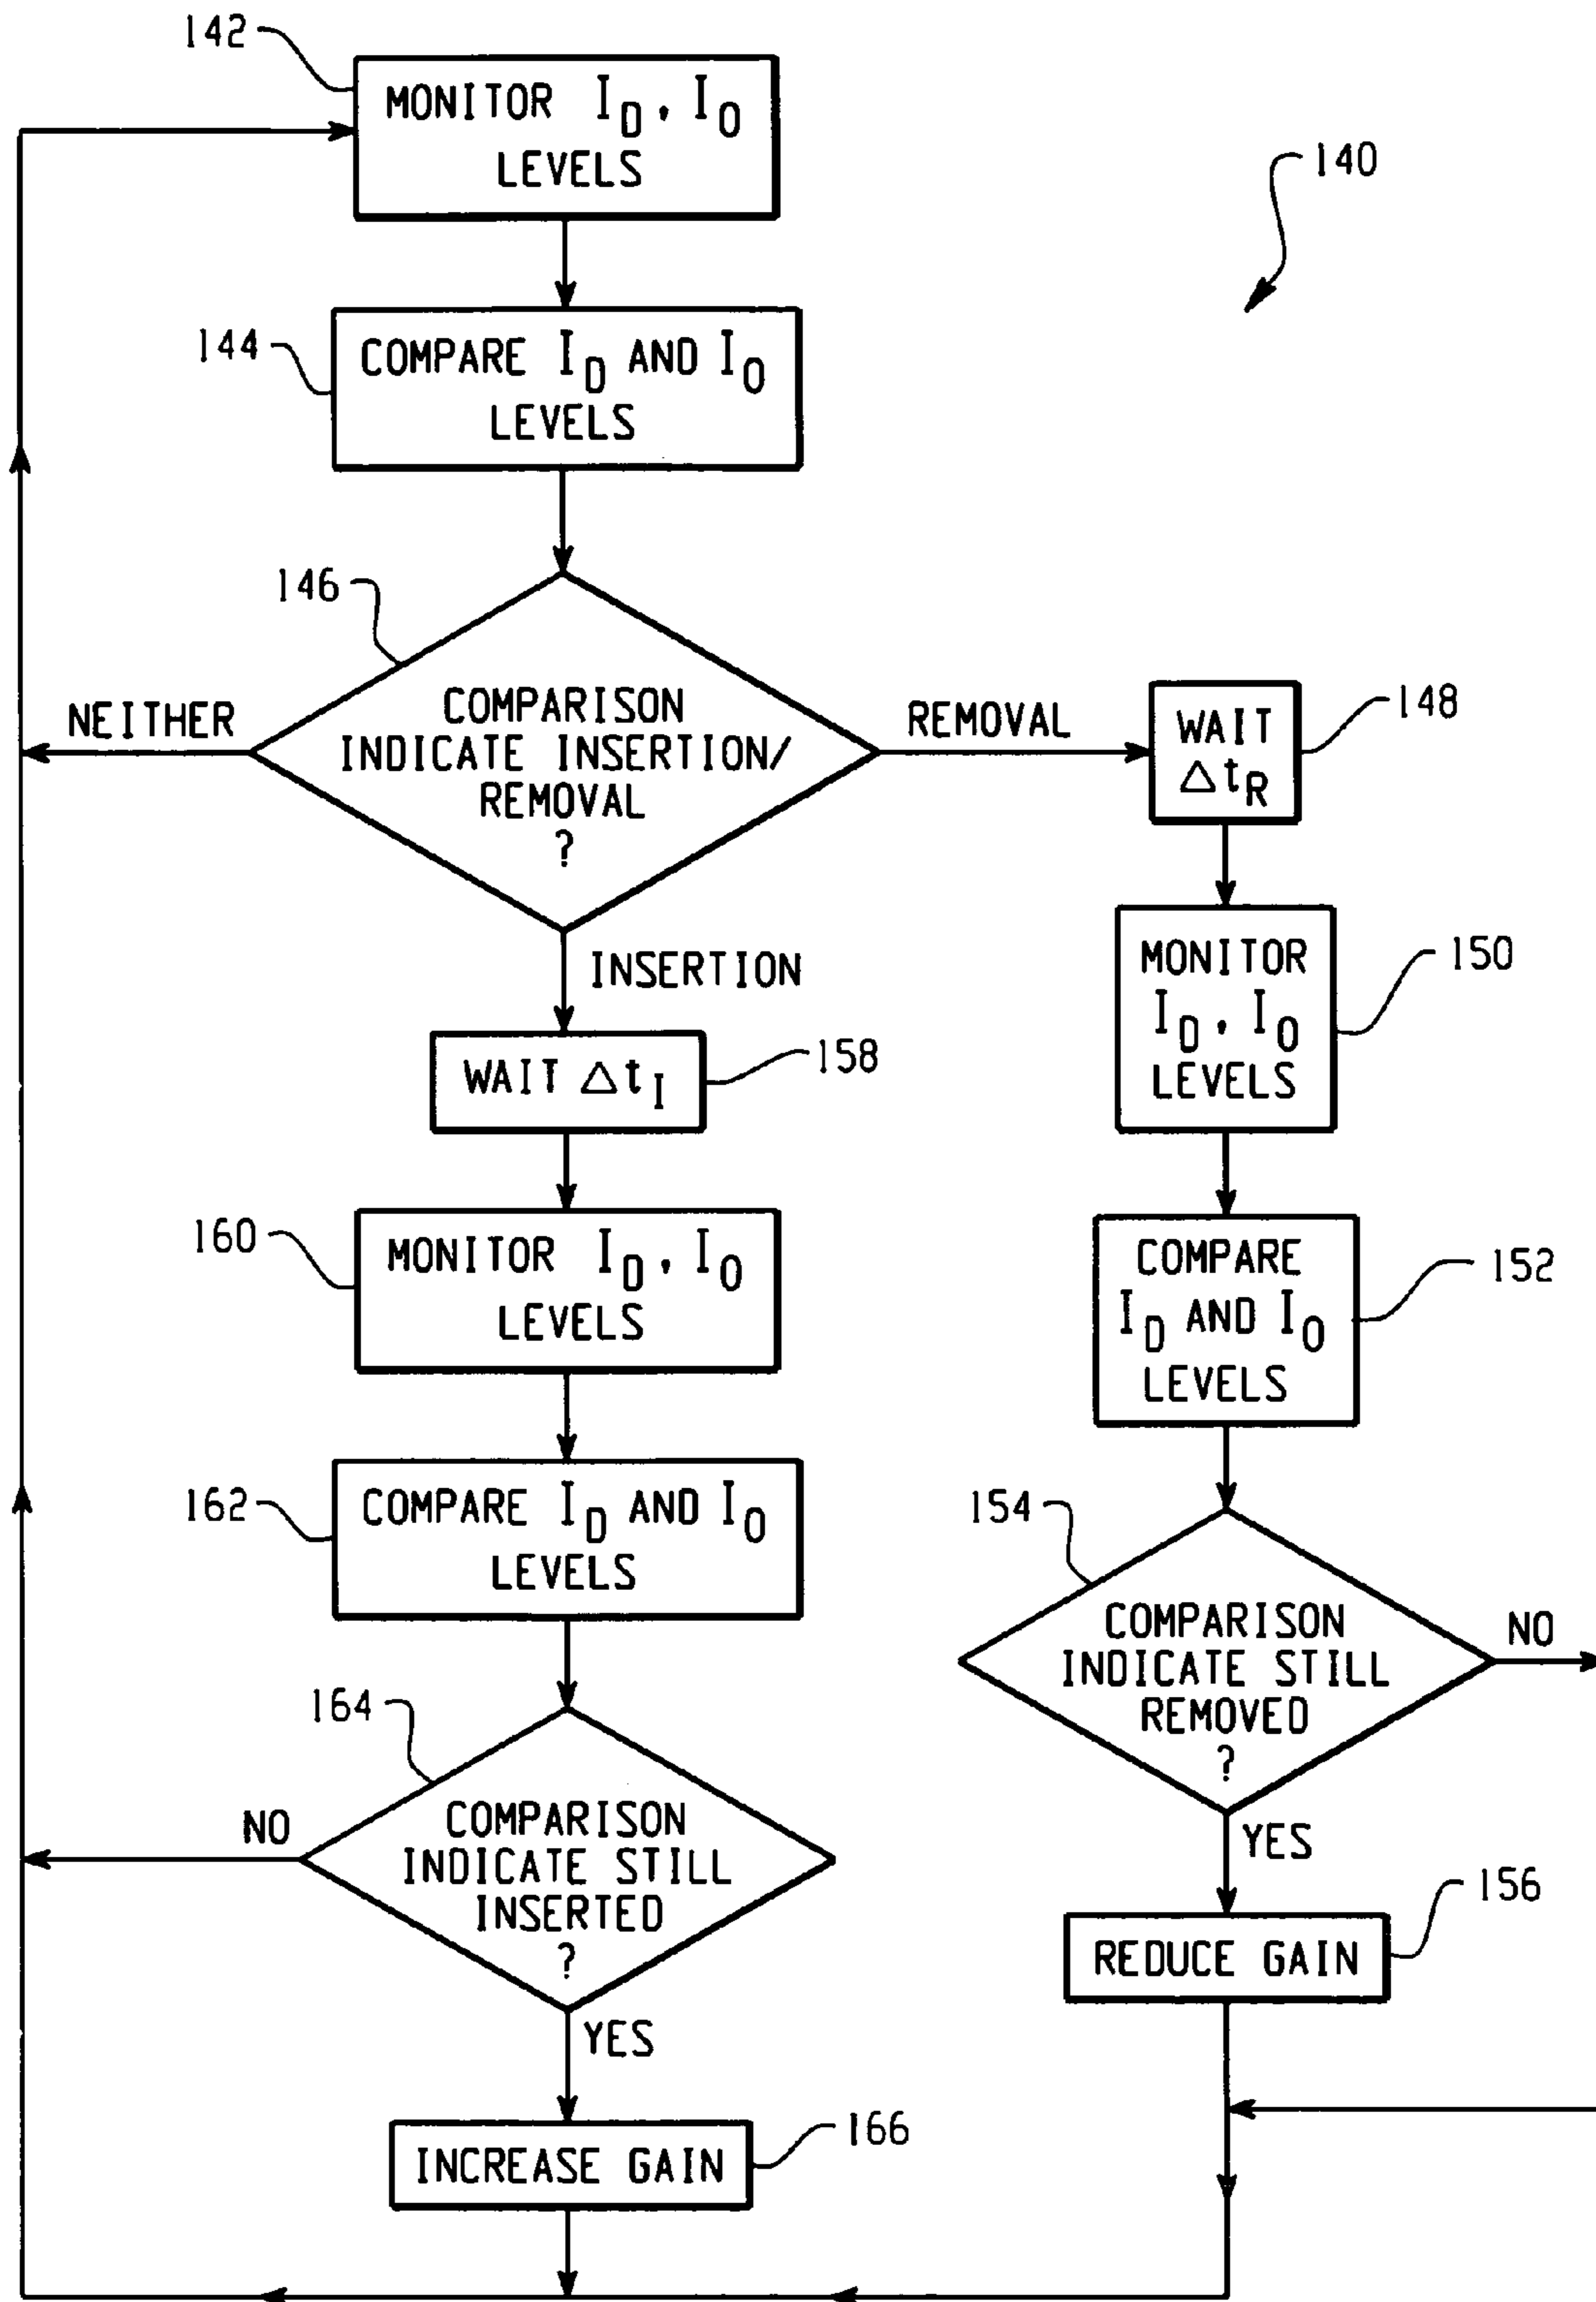 142
MONITOR I_D, I_O
LEVELS
140
144
COMPARE I_D AND I_O
LEVELS
146
COMPARISON
INDICATE INSERTION/
REMOVAL
?
NEITHER
REMOVAL
WAIT
Δt_R
148
INSERTION
MONITOR
I_D, I_O
LEVELS
150
WAIT Δt_I
158
160
MONITOR I_D, I_O
LEVELS
COMPARE
I_D AND I_O
LEVELS
152
162
COMPARE I_D AND I_O
LEVELS
154
COMPARISON
INDICATE STILL
REMOVED
?
NO
YES
164
COMPARISON
INDICATE STILL
INSERTED
?
NO
YES
REDUCE GAIN
156
INCREASE GAIN
166